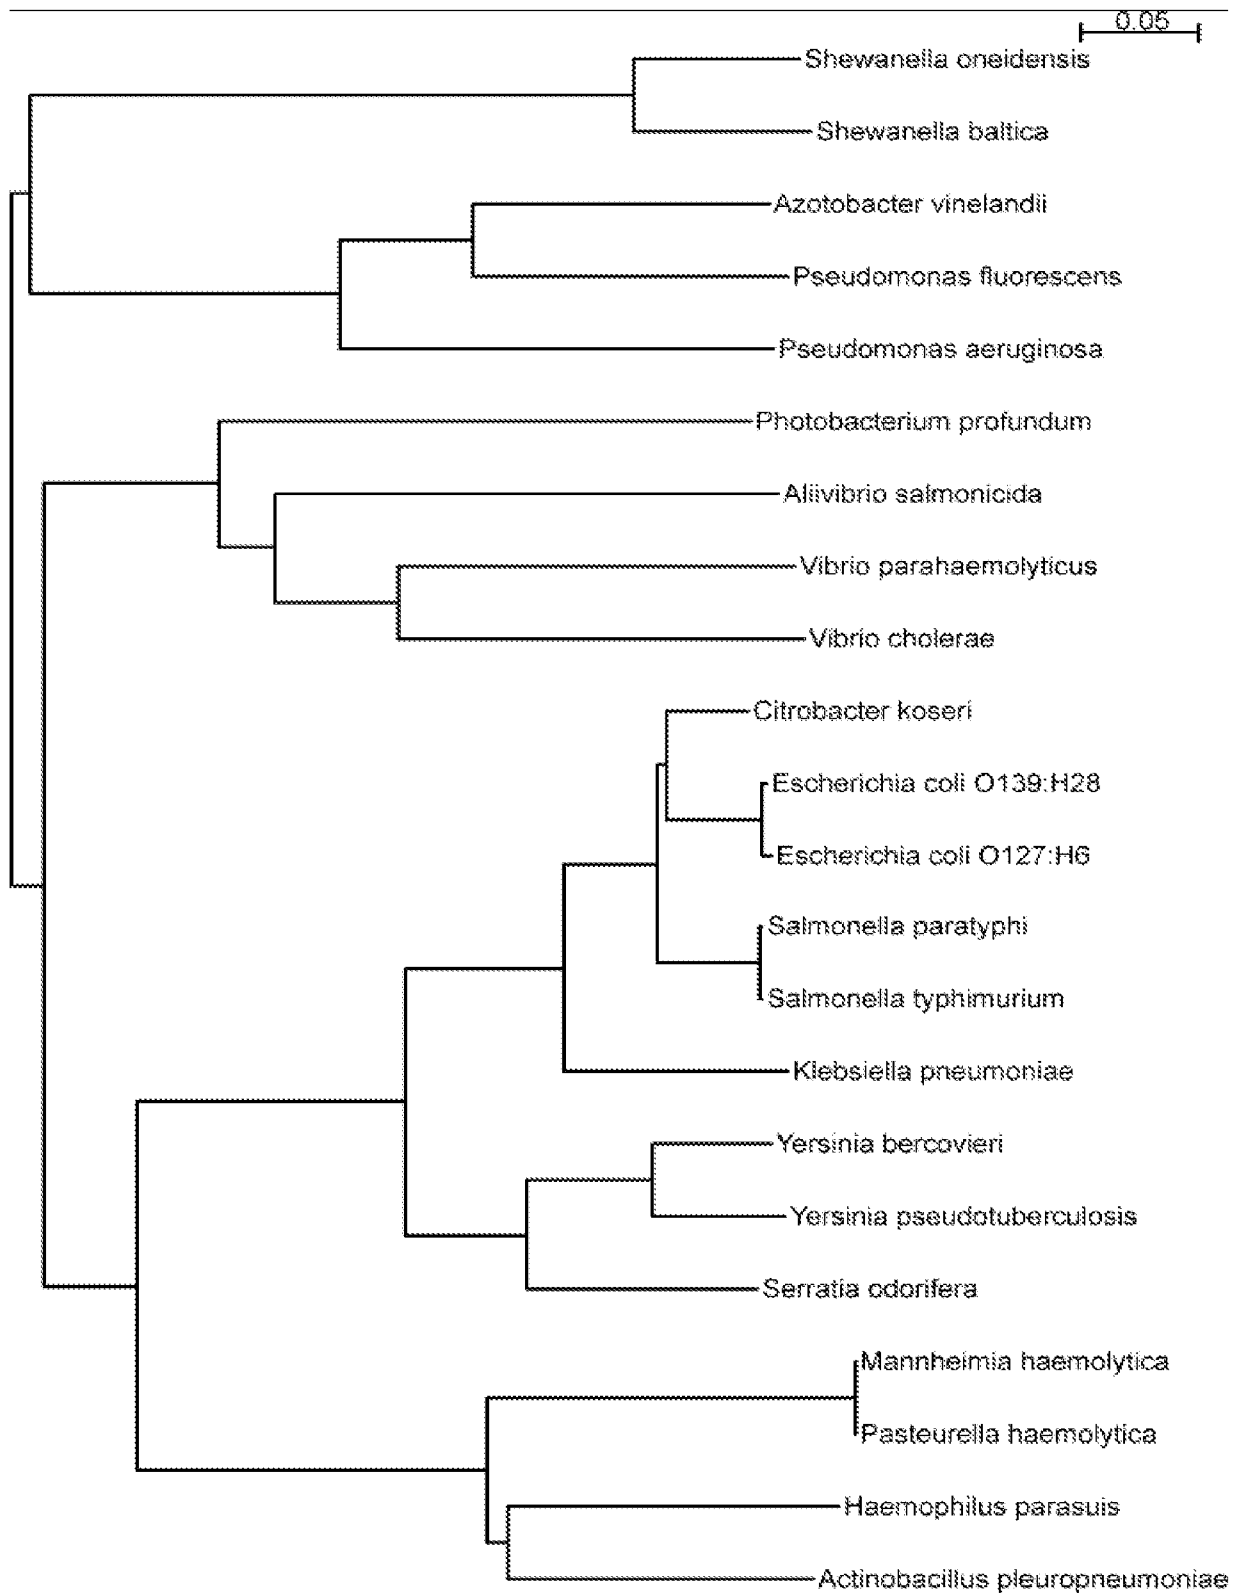 0.05
Shewanella oneidensis
Shewanella baltica
Azotobacter vinelandii
Pseudomonas fluorescens
Pseudomonas aeruginosa
Photobacterium profundum
Aliivibrio salmonicida
Vibrio parahaemolyticus
Vibrio cholerae
Citrobacter koseri
Escherichia coli O139:H28
Escherichia coli O127:H6
Salmonella paratyphi
Salmonella typhimurium
Klebsiella pneumoniae
Yersinia bercovieri
Yersinia pseudotuberculosis
Serratia odorifera
Mannheimia haemolytica
Pasteurella haemolytica
Haemophilus parasuis
Actinobacillus pleuropneumoniae